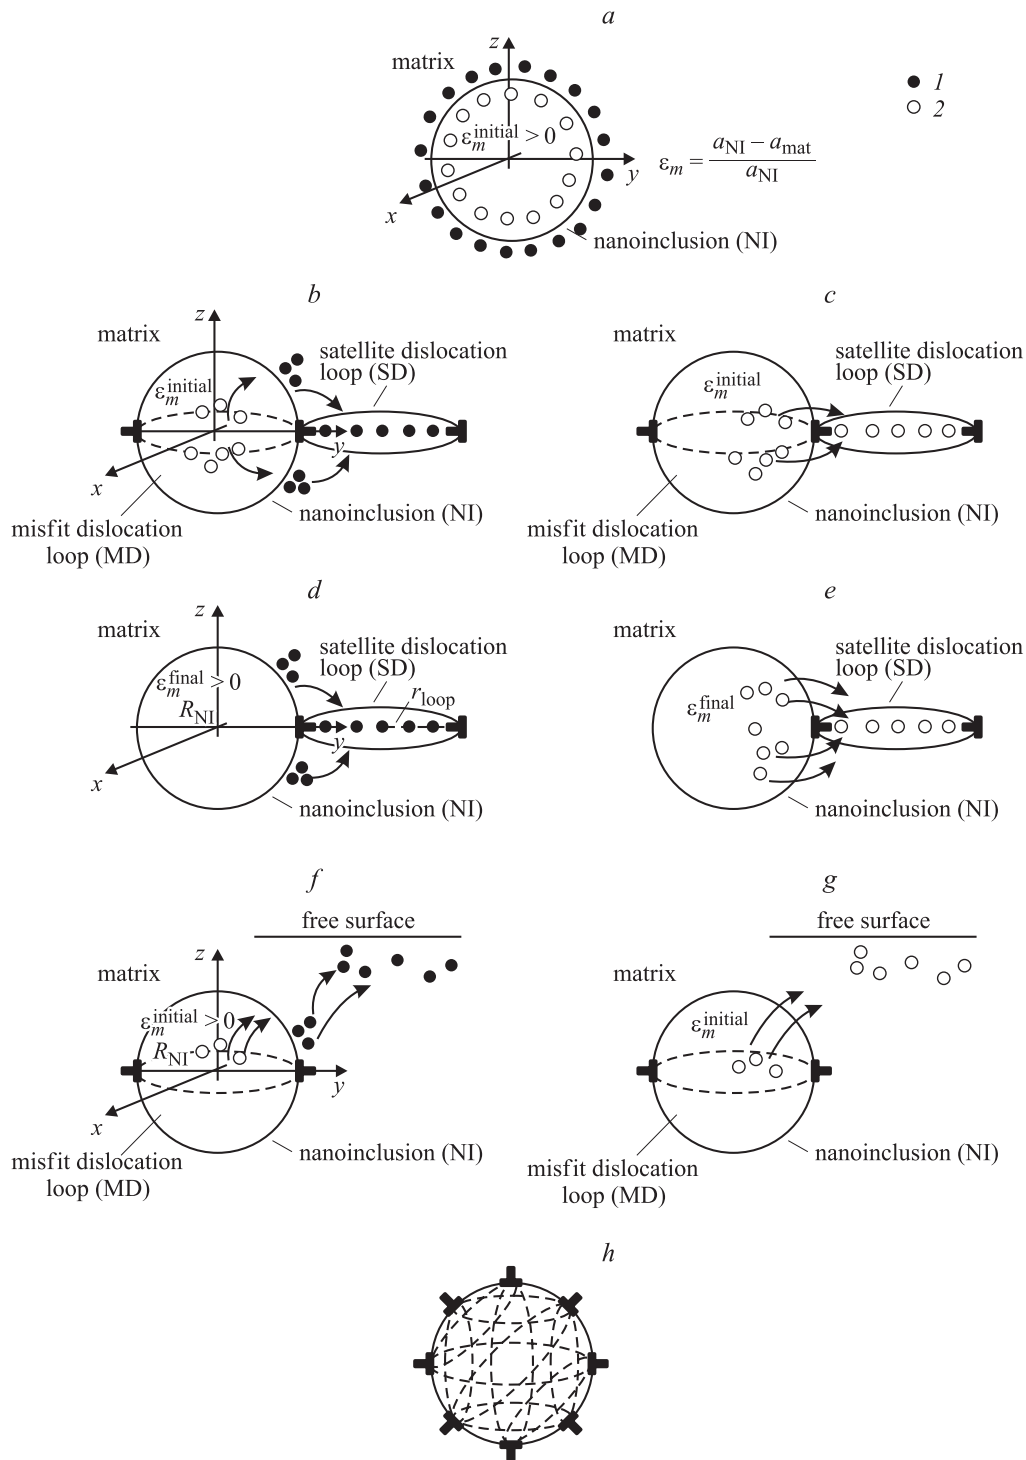 a
z
matrix
1
2
ε_m^initial > 0
y
ε_m = (a_NI − a_mat) / a_NI
x
nanoinclusion (NI)
b
z
matrix
satellite dislocation
loop (SD)
ε_m^initial
y
x
nanoinclusion (NI)
misfit dislocation
loop (MD)
c
matrix
satellite dislocation
loop (SD)
ε_m^initial
nanoinclusion (NI)
misfit dislocation
loop (MD)
d
z
matrix
satellite dislocation
loop (SD)
ε_m^final > 0
R_NI
r_loop
y
x
nanoinclusion (NI)
e
matrix
satellite dislocation
loop (SD)
ε_m^final
nanoinclusion (NI)
f
free surface
z
matrix
ε_m^initial > 0
R_NI
y
x
nanoinclusion (NI)
misfit dislocation
loop (MD)
g
free surface
matrix
ε_m^initial
nanoinclusion (NI)
misfit dislocation
loop (MD)
h